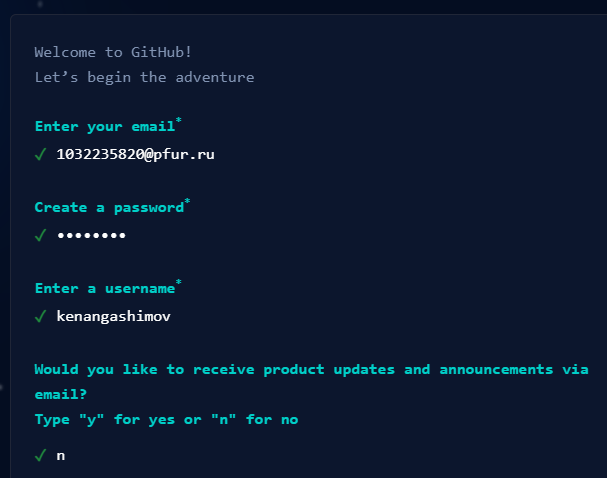 Welcome to GitHub!
Let’s begin the adventure
Enter your email*
✓ 1032235820@pfur.ru
Create a password*
✓ ••••••••
Enter a username*
✓ kenangashimov
Would you like to receive product updates and announcements via
email?
Type "y" for yes or "n" for no
✓ n